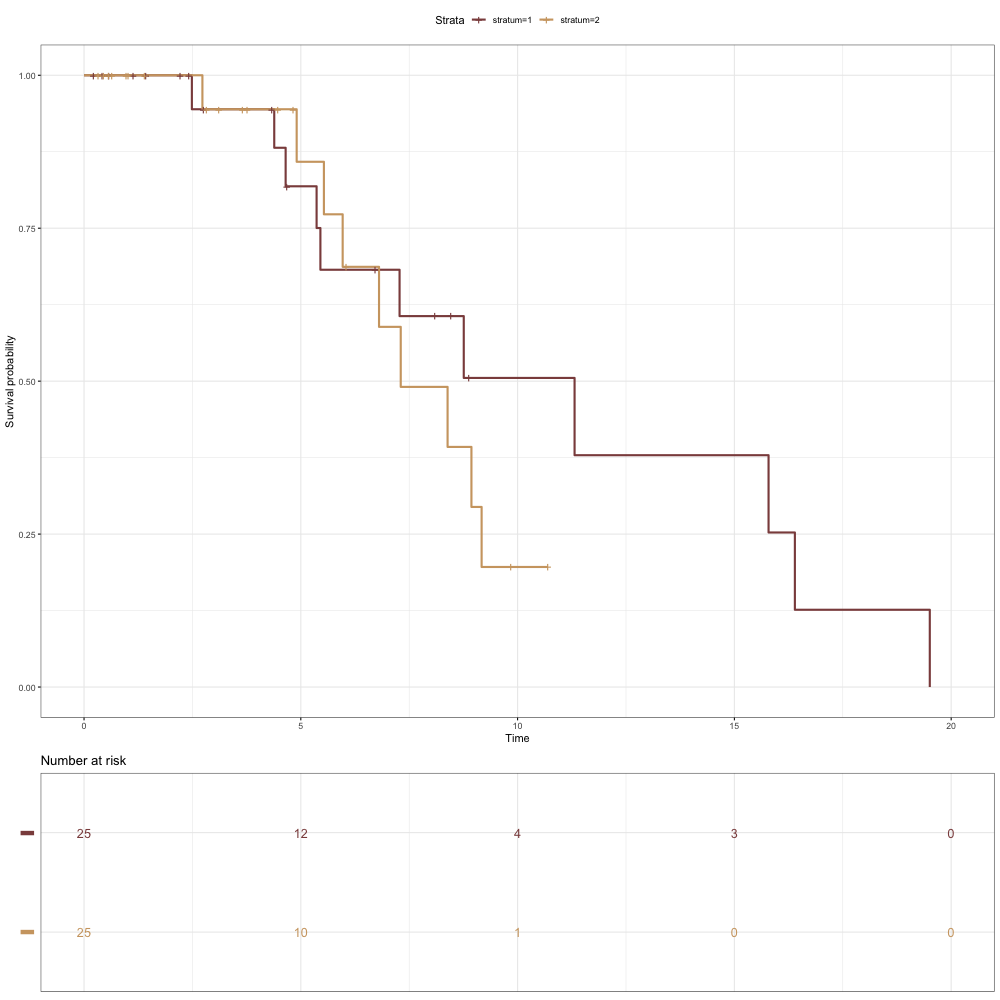 Strata stratum=1 stratum=2
1.00
0.75
0.50
0.25
0.00
Survival probability
0 5 10 15 20
Time
Number at risk
25 12 4 3 0
25 10 1 0 0